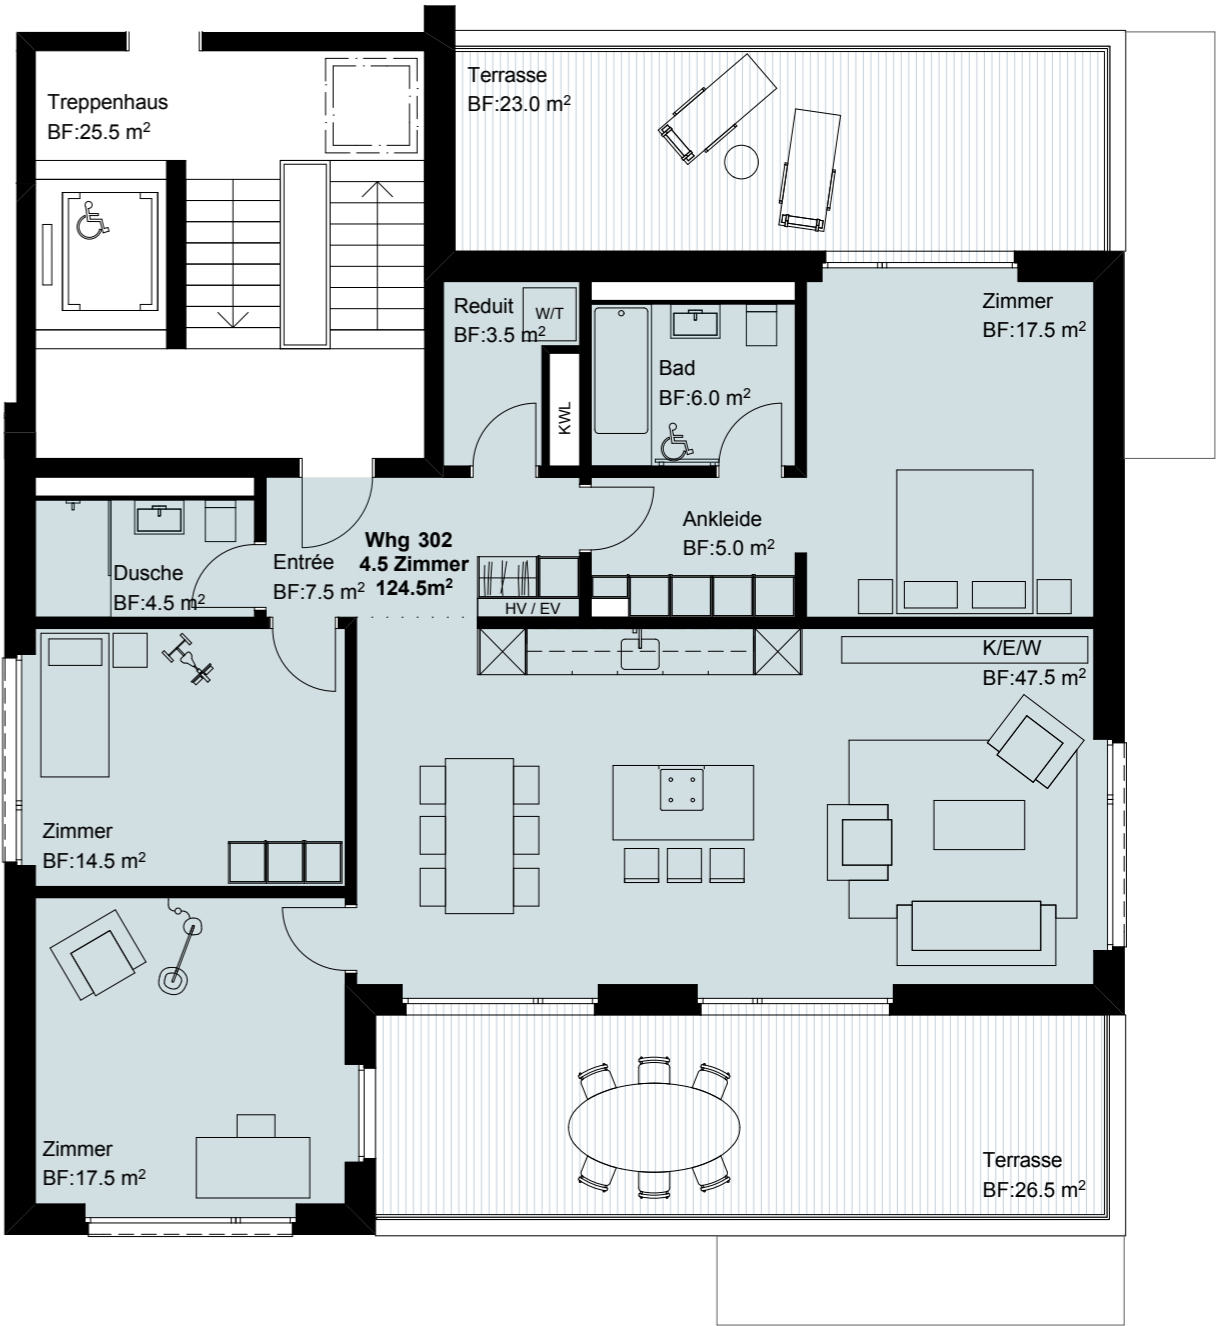 Treppenhaus
BF:25.5 m²
Terrasse
BF:23.0 m²
Reduit
BF:3.5 m²
W/T
KWL
Bad
BF:6.0 m²
Zimmer
BF:17.5 m²
Ankleide
BF:5.0 m²
Whg 302
4.5 Zimmer
124.5m²
Entrée
BF:7.5 m²
Dusche
BF:4.5 m²
HV / EV
K/E/W
BF:47.5 m²
Zimmer
BF:14.5 m²
Zimmer
BF:17.5 m²
Terrasse
BF:26.5 m²